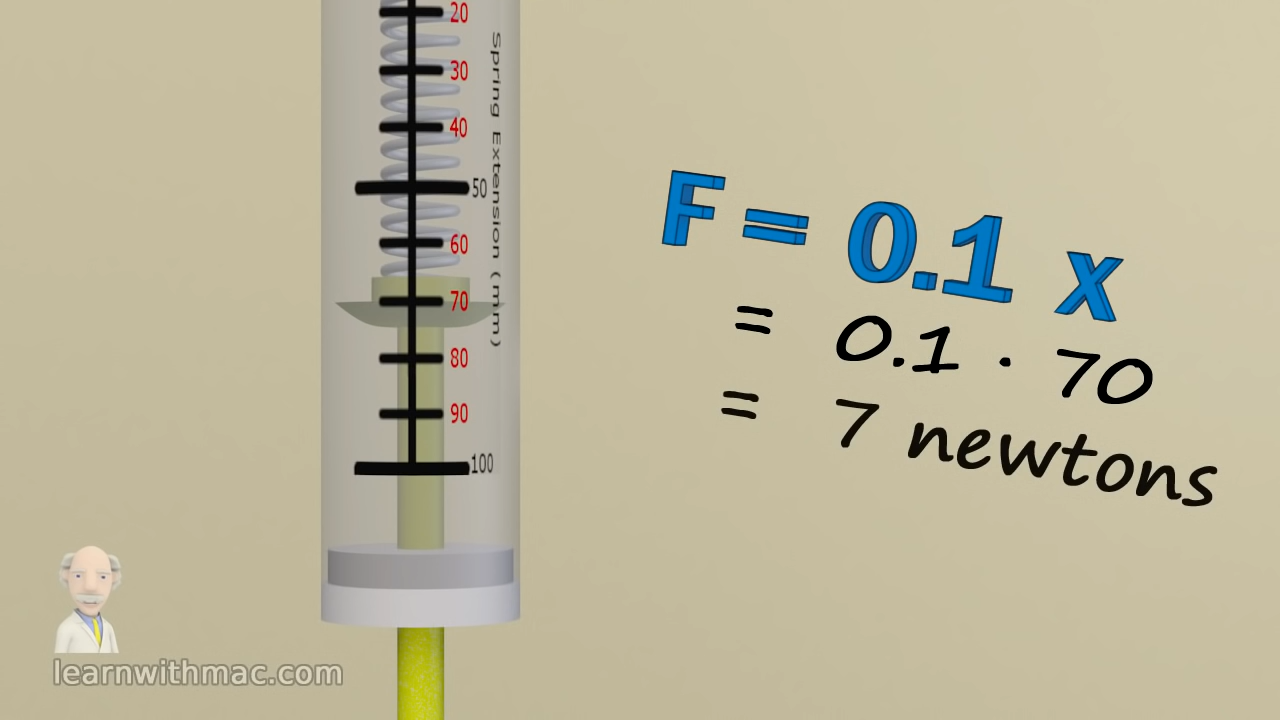 20
30
40
50
60
70
80
90
100
Spring Extension (mm)
F = 0.1 x
= 0.1 · 70
= 7 newtons
learnwithmac.com